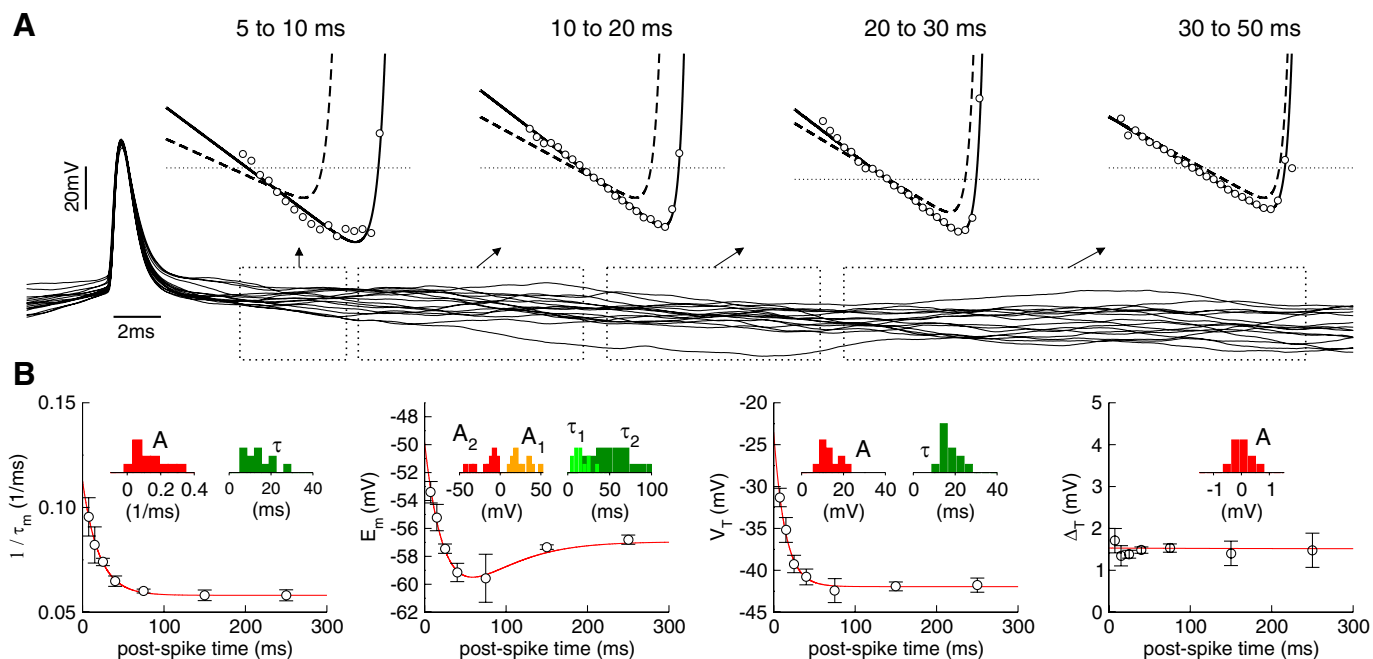 A
5 to 10 ms
10 to 20 ms
20 to 30 ms
30 to 50 ms
20mV
2ms
B
0.15
0.10
0.05
1 / τm (1/ms)
A
0 0.2 0.4
(1/ms)
τ
0 20 40
(ms)
0 100 200 300
post-spike time (ms)
-48
-50
-52
-54
-56
-58
-60
-62
Em (mV)
A2 A1
-50 0 50
(mV)
τ1 τ2
0 50 100
(ms)
0 100 200 300
post-spike time (ms)
-20
-25
-30
-35
-40
-45
VT (mV)
A
0 20 40
(mV)
τ
0 20 40
(ms)
0 100 200 300
post-spike time (ms)
5
4
3
2
1
0
ΔT (mV)
A
-1 0 1
(mV)
0 100 200 300
post-spike time (ms)